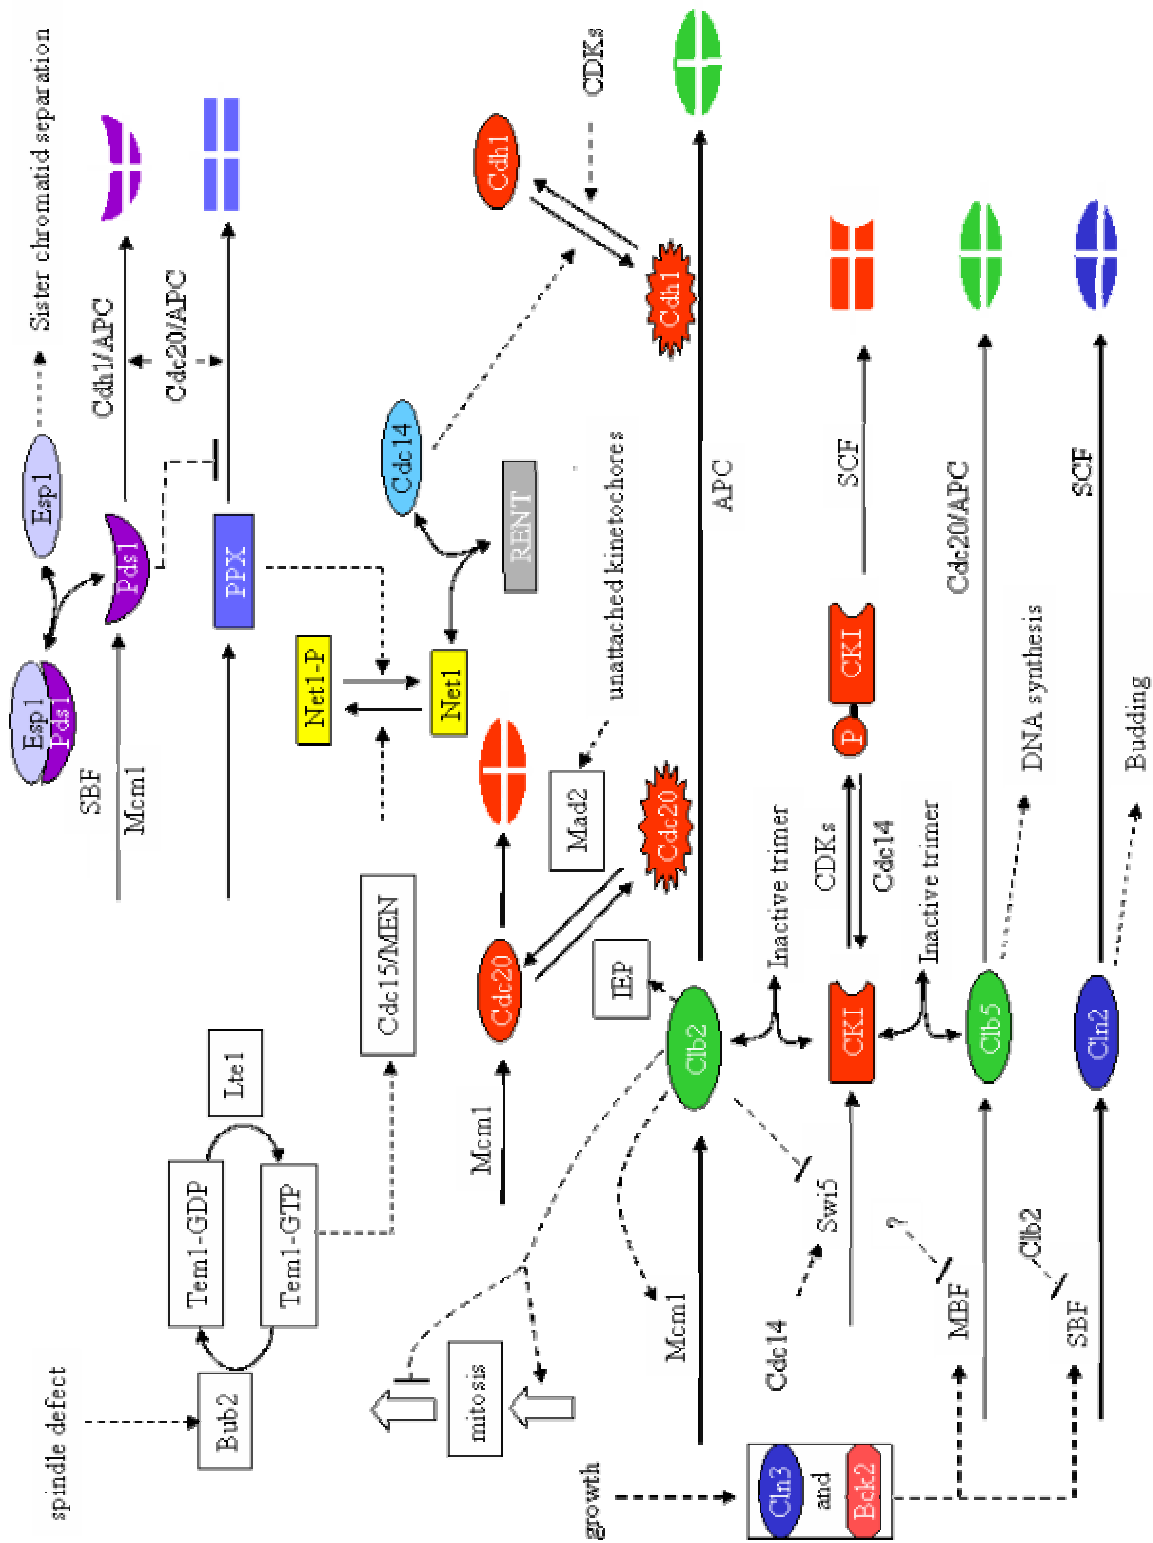 spindle defect
Sister chromatid separation
Esp1
Pds1
Esp1
SBF
Mcm1
Pds1
Cdh1/APC
Cdc20/APC
Bub2
Tem1-GDP
Tem1-GTP
Lte1
PPX
Net1-P
Net1
Cdc15/MEN
Cdc14
RENT
mitosis
Mcm1
Cdc20
Cdh1
CDKs
Mad2
unattached kinetochores
growth
IEP
Cdc20
Cdh1
Mcm1
Clb2
APC
Cdc14
Swi5
Inactive trimer
CDKs
Cdc14
CKI
P
CKI
SCF
Cln3
and
Bck2
?
Inactive trimer
MBF
Clb5
Cdc20/APC
DNA synthesis
Clb2
SBF
Cln2
SCF
Budding